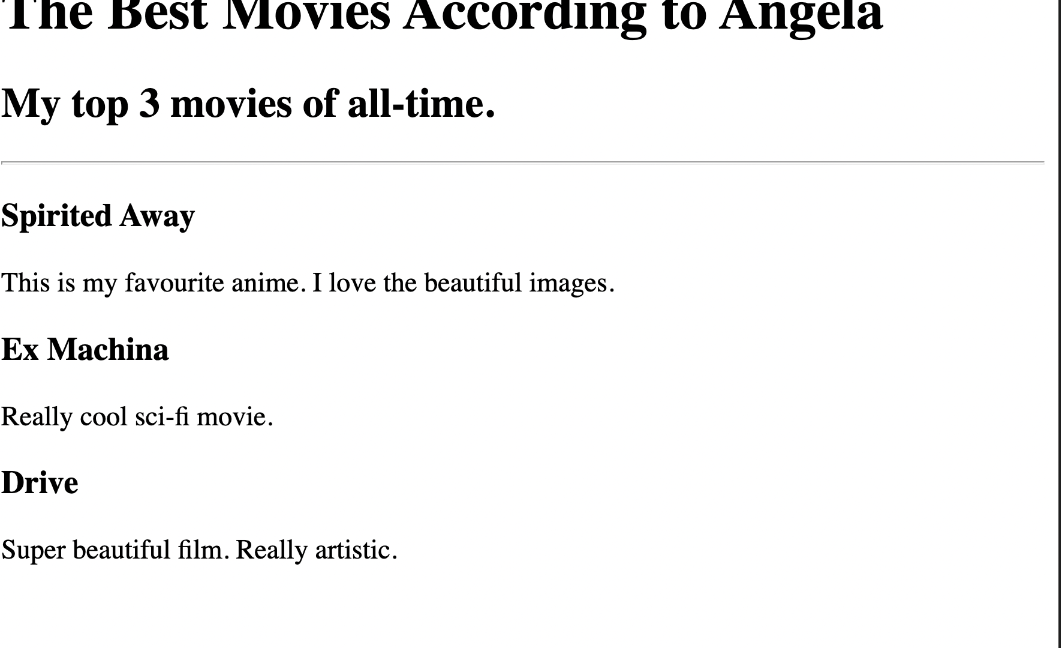 The Best Movies According to Angela
My top 3 movies of all-time.
Spirited Away
This is my favourite anime. I love the beautiful images.
Ex Machina
Really cool sci-fi movie.
Drive
Super beautiful film. Really artistic.